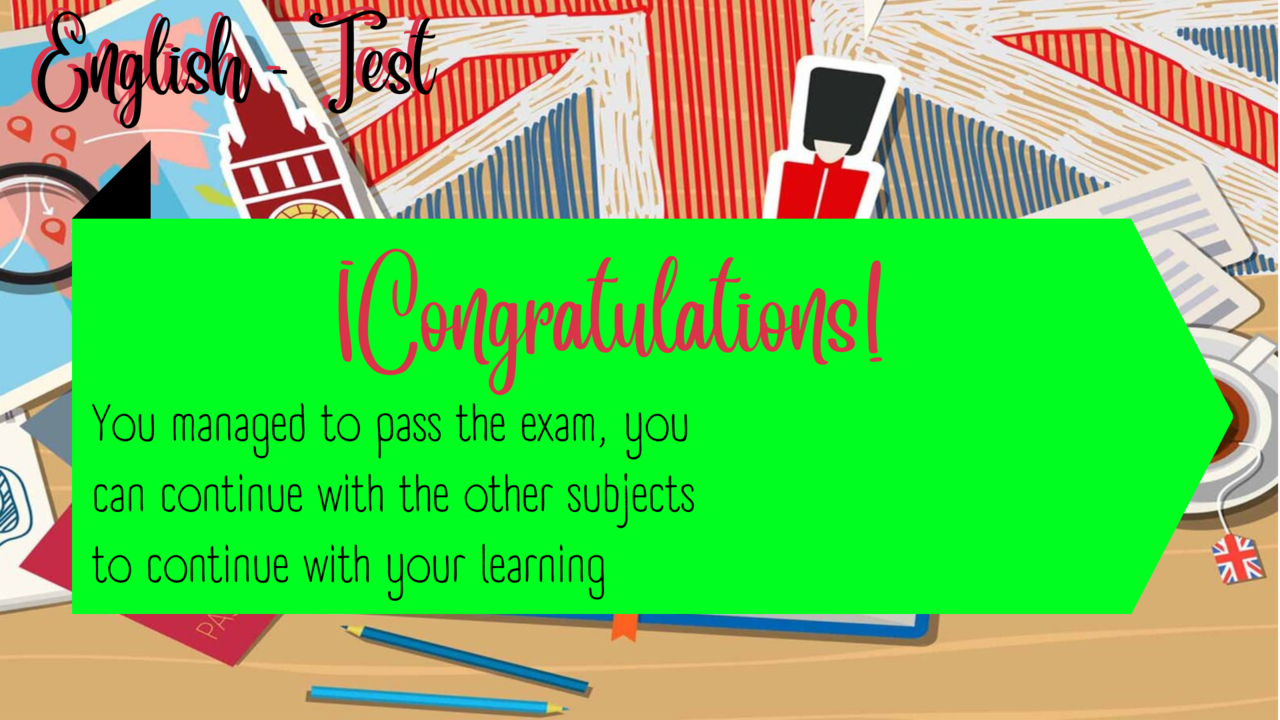 English - Test
¡Congratulations!
You managed to pass the exam, you
can continue with the other subjects
to continue with your learning
PA